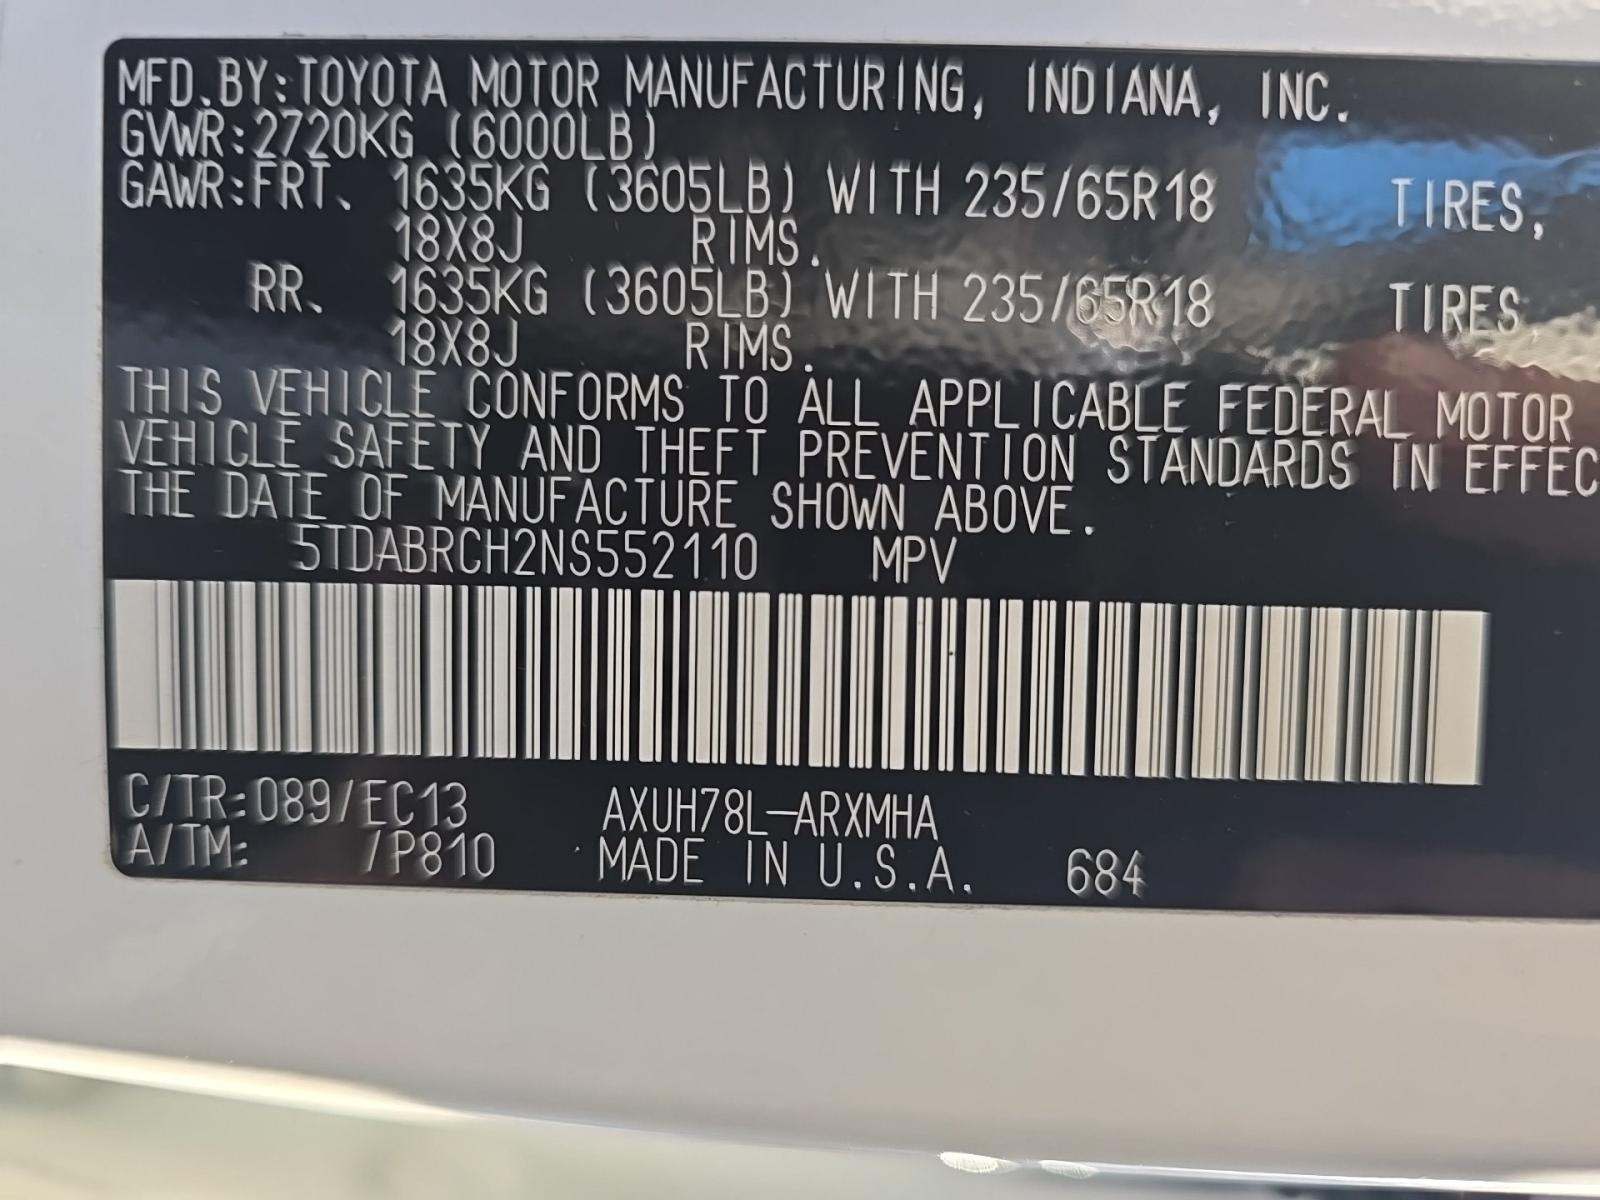 MFD.BY:TOYOTA MOTOR MANUFACTURING, INDIANA, INC.
GVWR:2720KG (6000LB)
GAWR:FRT. 1635KG (3605LB) WITH 235/65R18 TIRES,
18X8J RIMS.
RR. 1635KG (3605LB) WITH 235/65R18 TIRES,
18X8J RIMS.
THIS VEHICLE CONFORMS TO ALL APPLICABLE FEDERAL MOTOR
VEHICLE SAFETY AND THEFT PREVENTION STANDARDS IN EFFEC
THE DATE OF MANUFACTURE SHOWN ABOVE.
5TDABRCH2NS552110 MPV
C/TR:089/EC13 AXUH78L-ARXMHA
A/TM: /P810 MADE IN U.S.A. 684